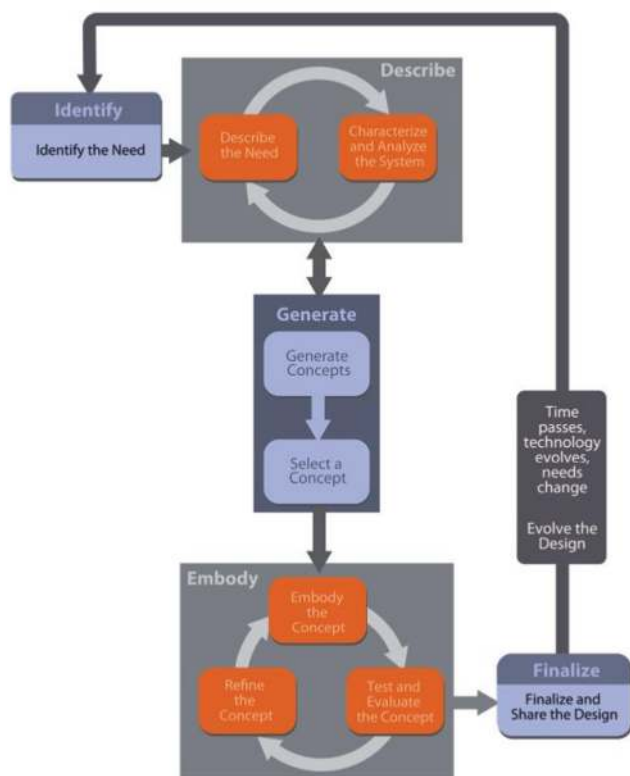 Identify
Identify the Need
Describe
Describe
the Need
Characterize
and Analyze
the System
Generate
Generate
Concepts
Select a
Concept
Time
passes,
technology
evolves,
needs
change
Evolve the
Design
Embody
Embody
the
Concept
Refine
the
Concept
Test and
Evaluate
the Concept
Finalize
Finalize and
Share the Design